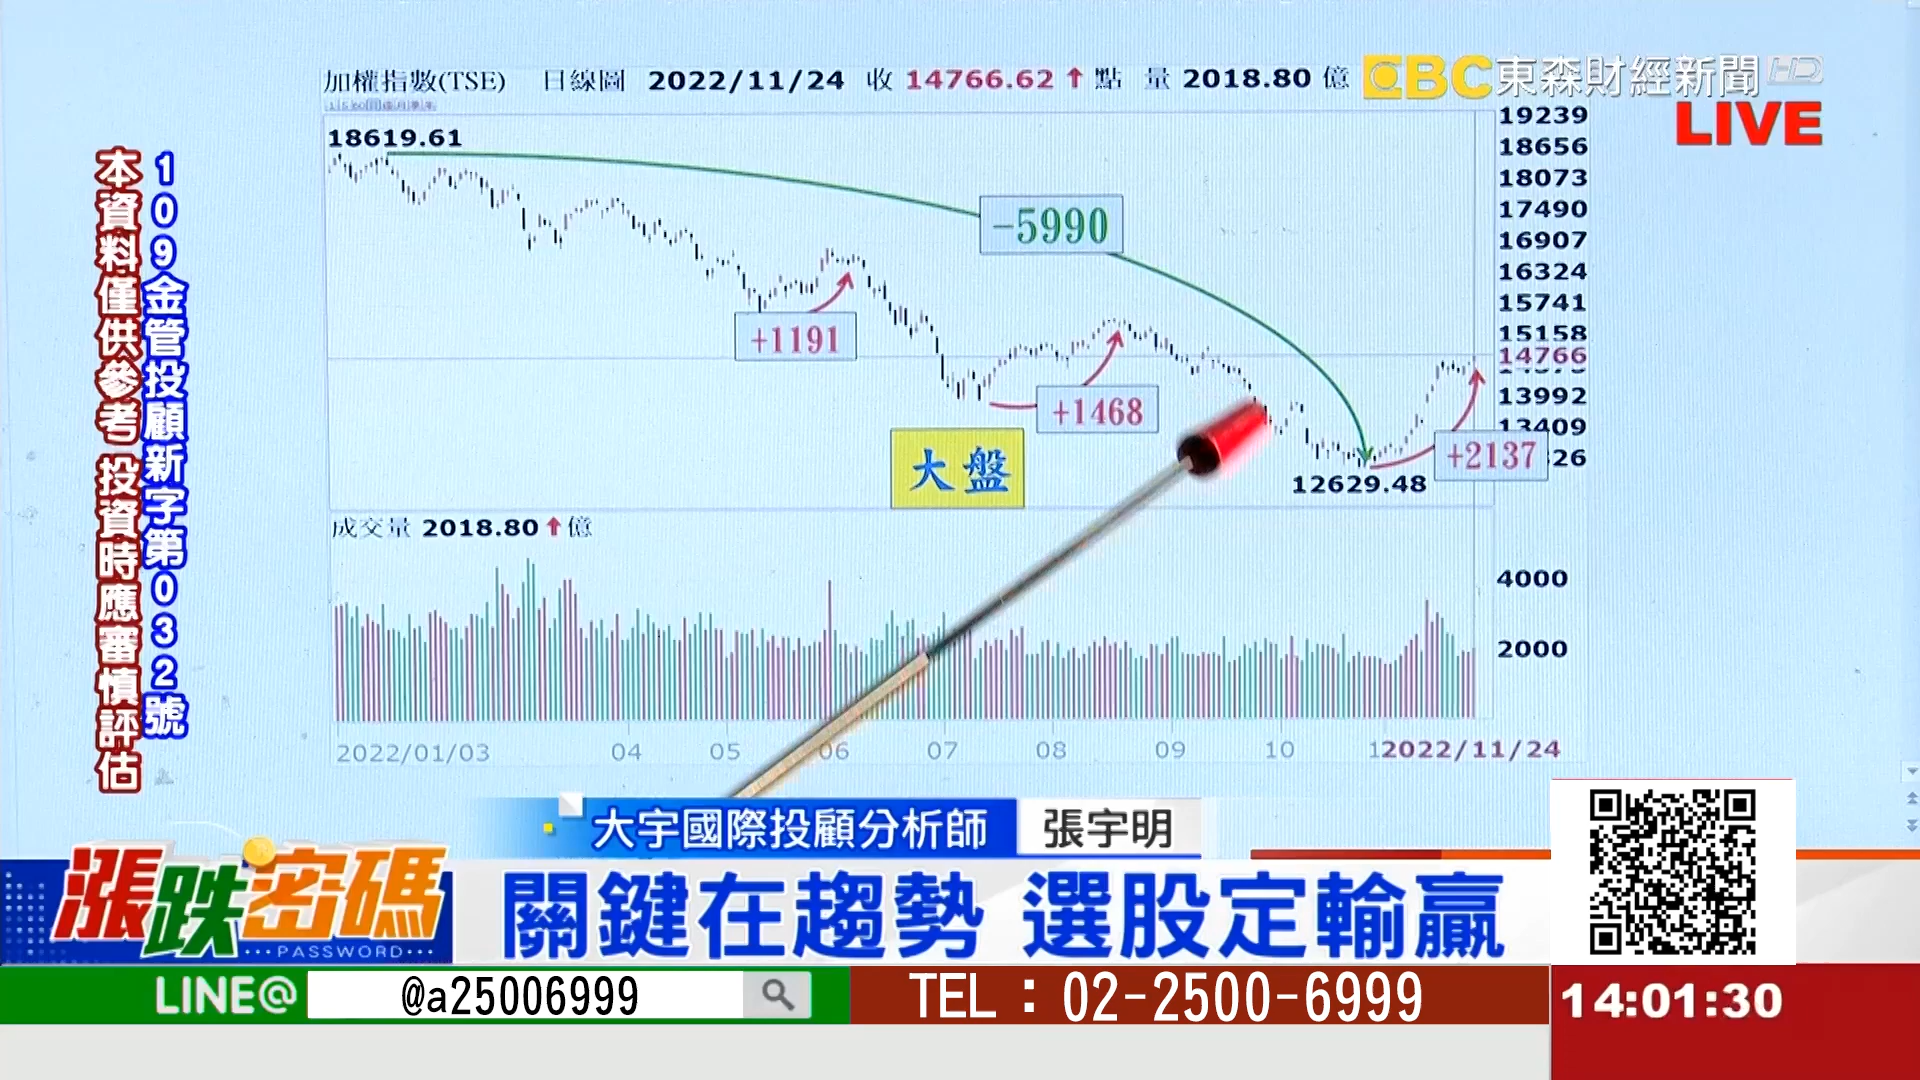 加權指數(TSE) 日線圖 2022/11/24 收 14766.62↑點 量 2018.80 億
EBC東森財經新聞 HD
LIVE
18619.61
19239
18656
18073
17490
16907
16324
15741
15158
14766
13992
13409
-5990
+1191
+1468
+2137
12629.48
大盤
成交量 2018.80↑億
4000
2000
2022/01/03 04 05 06 07 08 09 10 2022/11/24
109金管投顧新字第032號
本資料僅供參考 投資時應審慎評估
大宇國際投顧分析師 張宇明
漲跌密碼
PASSWORD
關鍵在趨勢 選股定輸贏
LINE@ @a25006999
TEL：02-2500-6999
14:01:30